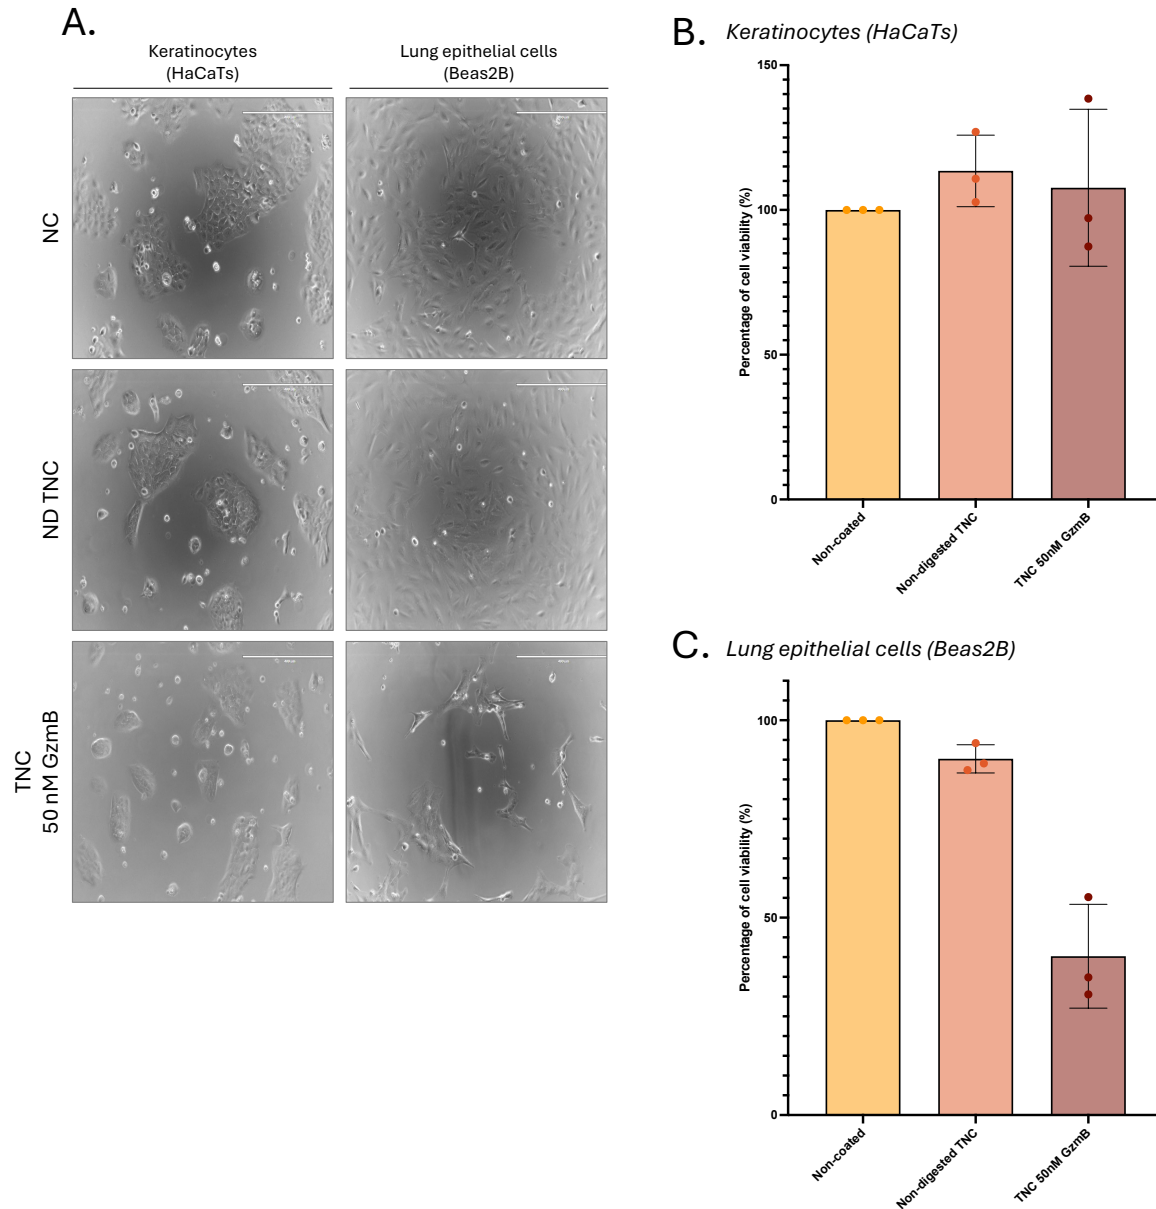 A.
Keratinocytes
(HaCaTs)
Lung epithelial cells
(Beas2B)
NC
ND TNC
TNC
50 nM GzmB
B.
Keratinocytes (HaCaTs)
Percentage of cell viability (%)
150
100
50
0
Non-coated
Non-digested TNC
TNC 50nM GzmB
C.
Lung epithelial cells (Beas2B)
Percentage of cell viability (%)
100
50
0
Non-coated
Non-digested TNC
TNC 50nM GzmB